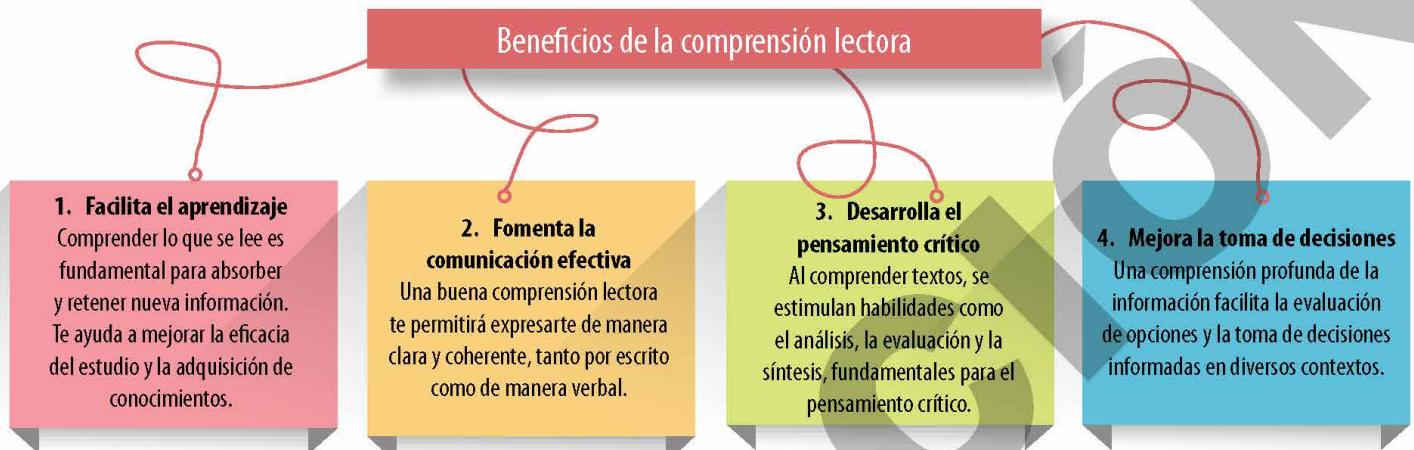 Beneficios de la comprensión lectora
1. Facilita el aprendizaje
Comprender lo que se lee es
fundamental para absorber
y retener nueva información.
Te ayuda a mejorar la eficacia
del estudio y la adquisición de
conocimientos.
2. Fomenta la
comunicación efectiva
Una buena comprensión lectora
te permitirá expresarte de manera
clara y coherente, tanto por escrito
como de manera verbal.
3. Desarrolla el
pensamiento crítico
Al comprender textos, se
estimulan habilidades como
el análisis, la evaluación y la
síntesis, fundamentales para el
pensamiento crítico.
4. Mejora la toma de decisiones
Una comprensión profunda de la
información facilita la evaluación
de opciones y la toma de decisiones
informadas en diversos contextos.